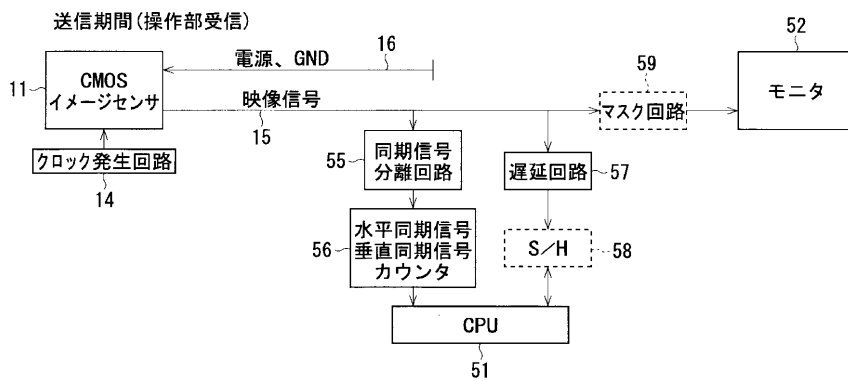 送信期間(操作部受信)
52
電源、GND
16
59
11
CMOS
イメージセンサ
モニタ
映像信号
15
マスク回路
クロック発生回路
14
55
同期信号
分離回路
遅延回路
57
56
水平同期信号
垂直同期信号
カウンタ
S/H
58
CPU
51